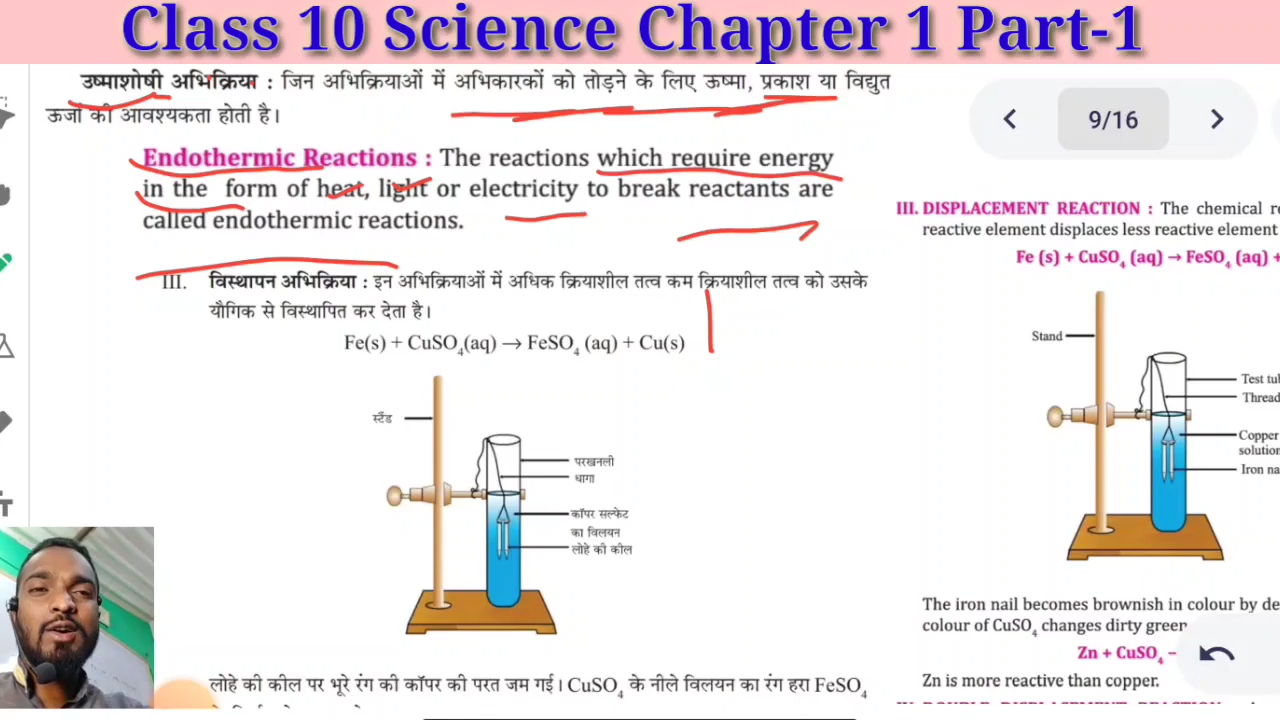 Class 10 Science Chapter 1 Part-1
उष्माशोषी अभिक्रिया : जिन अभिक्रियाओं में अभिकारकों को तोड़ने के लिए ऊष्मा, प्रकाश या विद्युत
ऊर्जा की आवश्यकता होती है।
Endothermic Reactions : The reactions which require energy
in the form of heat, light or electricity to break reactants are
called endothermic reactions.
III. विस्थापन अभिक्रिया : इन अभिक्रियाओं में अधिक क्रियाशील तत्व कम क्रियाशील तत्व को उसके
यौगिक से विस्थापित कर देता है।
Fe(s) + CuSO₄(aq) → FeSO₄ (aq) + Cu(s)
स्टैंड
परखनली
धागा
कॉपर सल्फेट
का विलयन
लोहे की कील
लोहे की कील पर भूरे रंग की कॉपर की परत जम गई। CuSO₄ के नीले विलयन का रंग हरा FeSO₄
9/16
III. DISPLACEMENT REACTION : The chemical
reactive element displaces less reactive element
Fe (s) + CuSO₄ (aq) → FeSO₄ (aq) +
Stand
Test
Thread
Copper
solution
Iron
The iron nail becomes brownish in colour by
colour of CuSO₄ changes dirty green
Zn + CuSO₄
Zn is more reactive than copper.